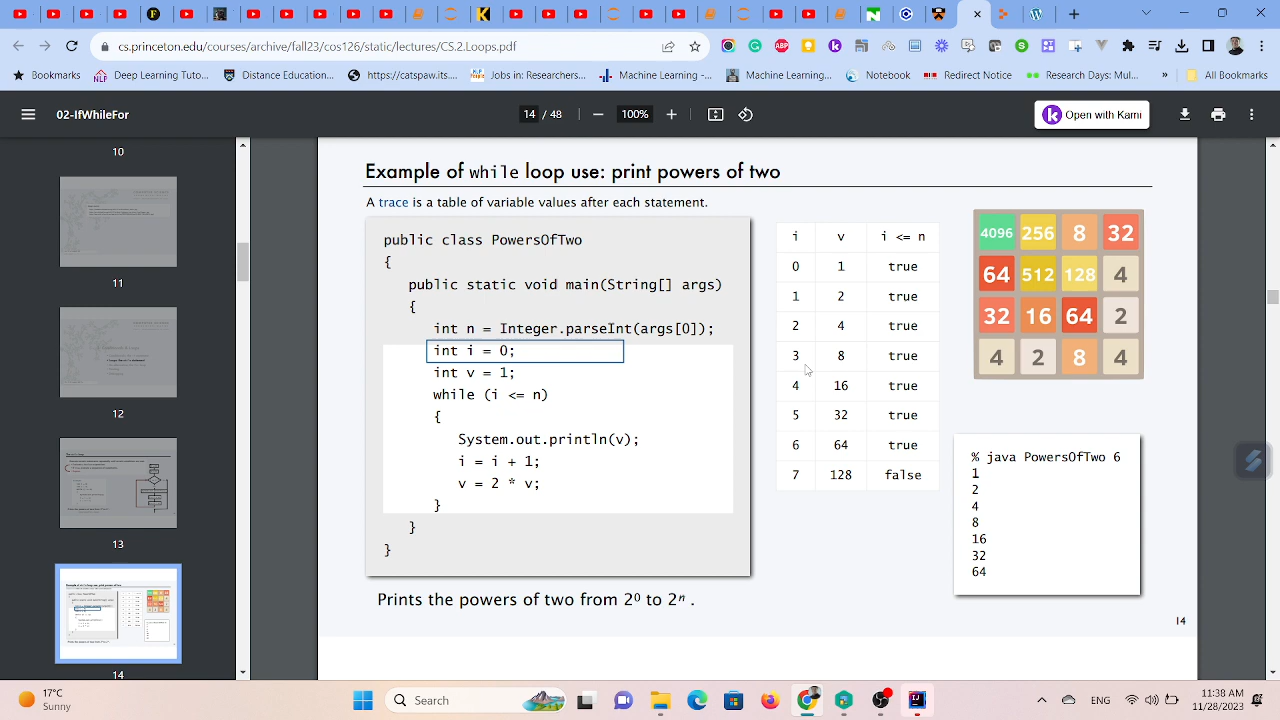 cs.princeton.edu/courses/archive/fall23/cos126/static/lectures/CS.2.Loops.pdf
Bookmarks
Deep Learning Tuto...
Distance Education...
https://catspaw.its....
Jobs in: Researchers...
Machine Learning -...
Machine Learning,...
Notebook
Redirect Notice
Research Days: Mul...
»
All Bookmarks
02-IfWhileFor
14 / 48
100%
Open with Kami
10
11
12
13
14
Example of while loop use: print powers of two
A trace is a table of variable values after each statement.
public class PowersOfTwo
{
public static void main(String[] args)
{
int n = Integer.parseInt(args[0]);
int i = 0;
int v = 1;
while (i <= n)
{
System.out.println(v);
i = i + 1;
v = 2 * v;
}
}
}
Prints the powers of two from 2⁰ to 2ⁿ .
i v i <= n
0 1 true
1 2 true
2 4 true
3 8 true
4 16 true
5 32 true
6 64 true
7 128 false
4096 256 8 32
64 512 128 4
32 16 64 2
4 2 8 4
% java PowersOfTwo 6
1
2
4
8
16
32
64
14
17°C
Sunny
Search
ENG
11:38 AM
11/28/2023